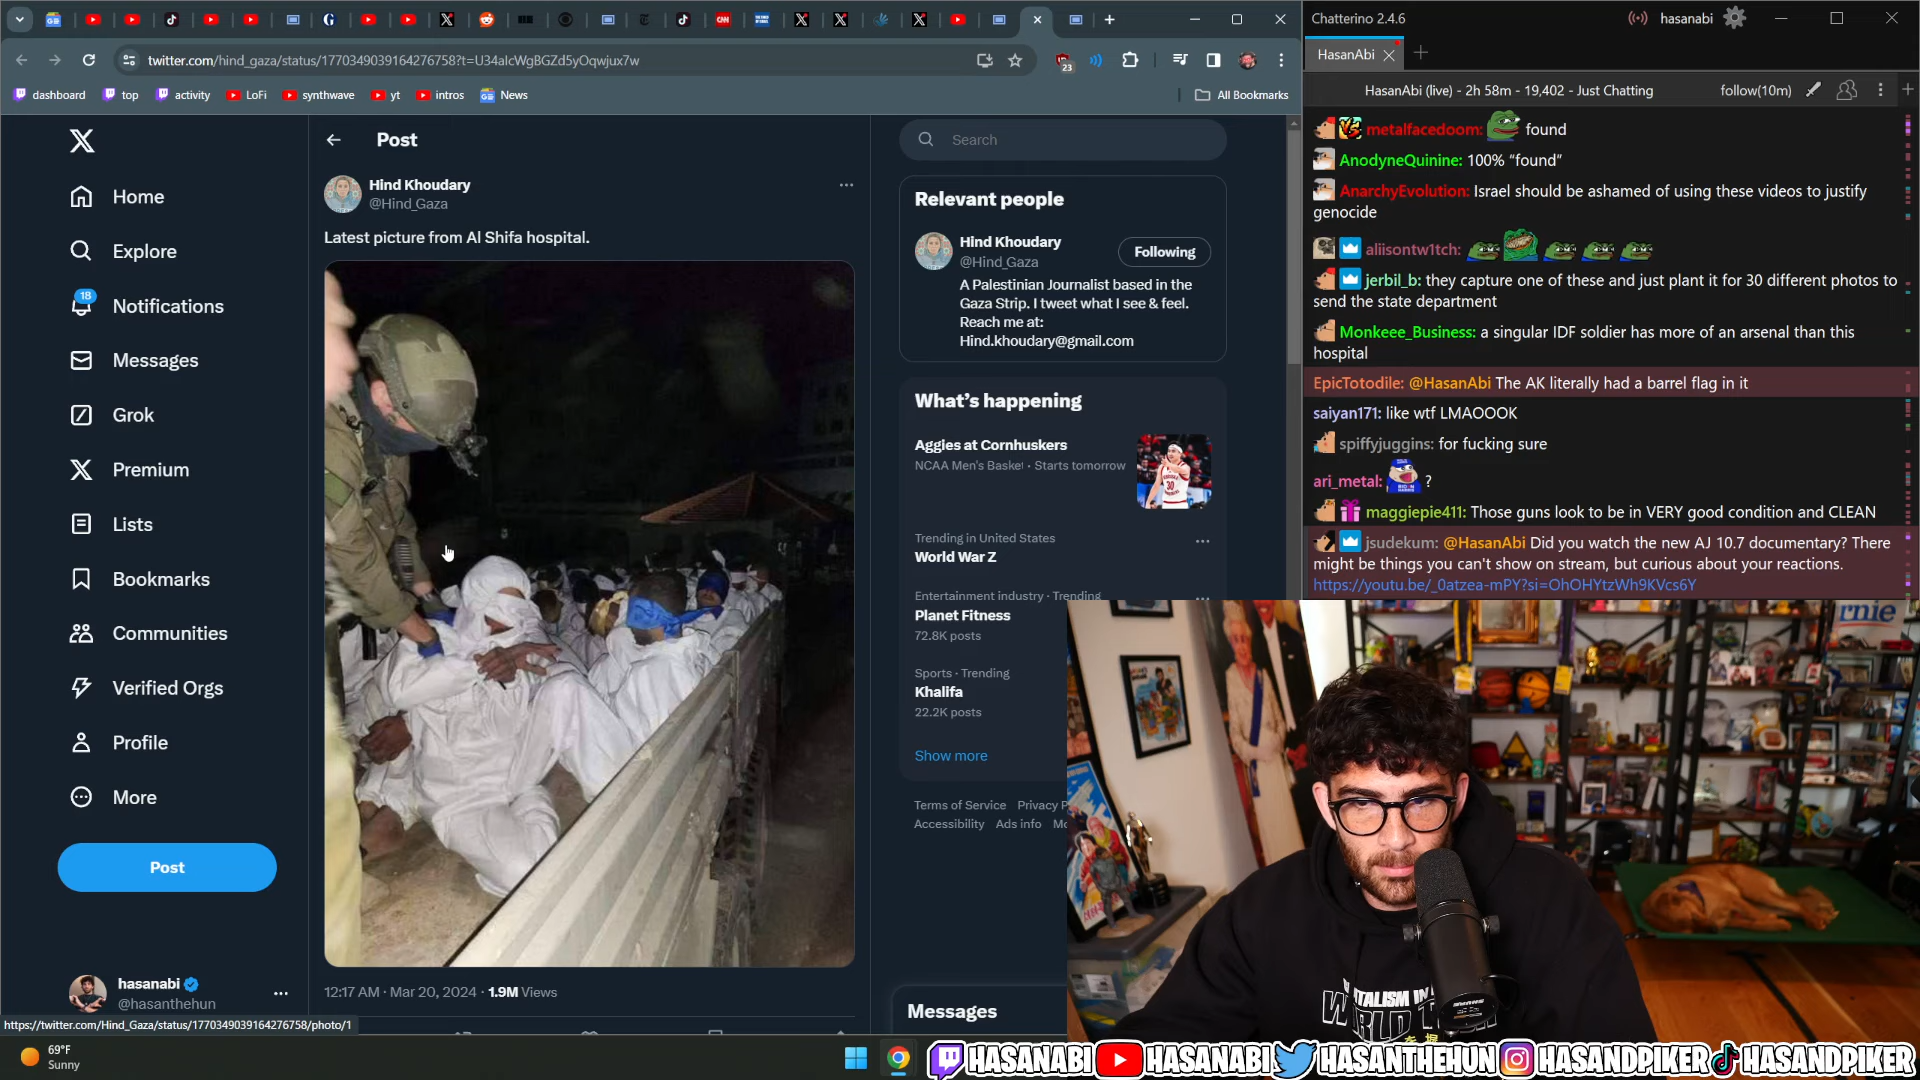 twitter.com/hind_gaza/status/1770349039164276758?t=U34alcWgBGZd5yOqwjux7w
23
dashboard
top
activity
LoFi
synthwave
yt
intros
News
All Bookmarks
Home
Explore
18
Notifications
Messages
Grok
Premium
Lists
Bookmarks
Communities
Verified Orgs
Profile
More
Post
hasanabi
@hasanthehun
https://twitter.com/Hind_Gaza/status/1770349039164276758/photo/1
Post
Hind Khoudary
@Hind_Gaza
Latest picture from Al Shifa hospital.
12:17 AM · Mar 20, 2024 · 1.9M Views
Search
Relevant people
Hind Khoudary
@Hind_Gaza
Following
A Palestinian Journalist based in the
Gaza Strip. I tweet what I see & feel.
Reach me at:
Hind.khoudary@gmail.com
What's happening
Aggies at Cornhuskers
NCAA Men's Basket · Starts tomorrow
Trending in United States
World War Z
Entertainment industry · Trending
Planet Fitness
72.8K posts
Sports · Trending
Khalifa
22.2K posts
Show more
Terms of Service Privacy P
Accessibility Ads info Mo
Messages
Chatterino 2.4.6
hasanabi
HasanAbi
HasanAbi (live) - 2h 58m - 19,402 - Just Chatting
follow(10m)
metalfacedoom: found
AnodyneQuinine: 100% "found"
AnarchyEvolution: Israel should be ashamed of using these videos to justify
genocide
aliisontw1tch:
jerbil_b: they capture one of these and just plant it for 30 different photos to
send the state department
Monkeee_Business: a singular IDF soldier has more of an arsenal than this
hospital
EpicTotodile: @HasanAbi The AK literally had a barrel flag in it
saiyan171: like wtf LMAOOOK
spiffyjuggins: for fucking sure
ari_metal: ?
maggiepie411: Those guns look to be in VERY good condition and CLEAN
jsudekum: @HasanAbi Did you watch the new AJ 10.7 documentary? There
might be things you can't show on stream, but curious about your reactions.
https://youtu.be/_0atzea-mPY?si=OhOHYtzWh9KVcs6Y
rnie
69°F
Sunny
HASANABI
HASANABI
HASANTHEHUN
HASANDPIKER
HASANDPIKER